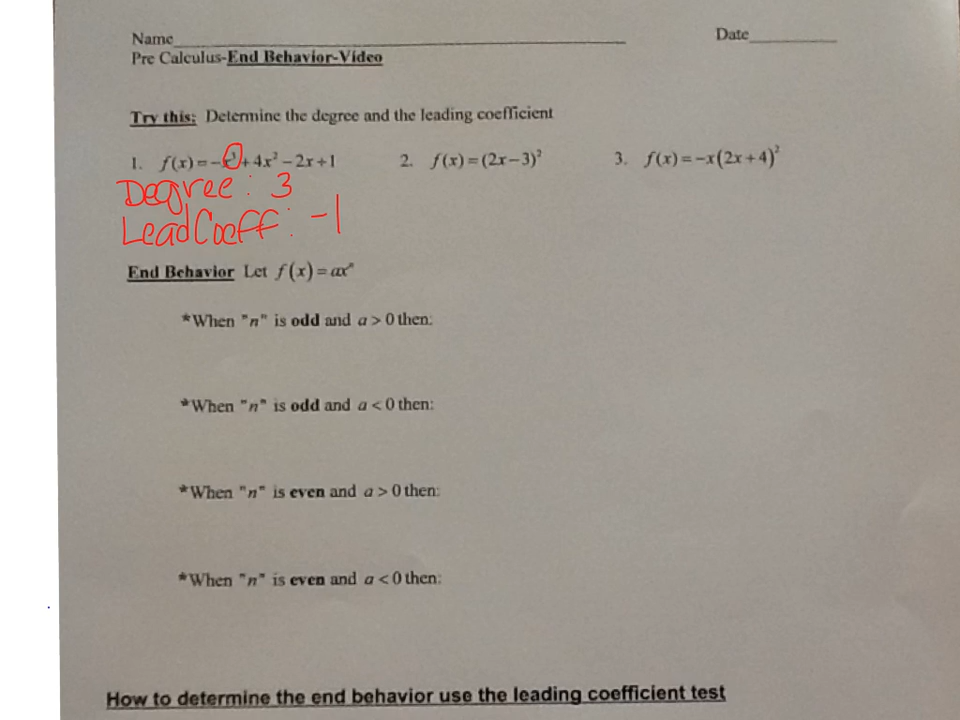 Name____________ Date____________
Pre Calculus-End Behavior-Video
Try this: Determine the degree and the leading coefficient
1. f(x)=-x³+4x²-2x+1 2. f(x)=(2x-3)² 3. f(x)=-x(2x+4)²
Degree: 3
Lead Coeff: -1
End Behavior Let f(x)=axⁿ
*When "n" is odd and a>0 then:
*When "n" is odd and a<0 then:
*When "n" is even and a>0 then:
*When "n" is even and a<0 then:
How to determine the end behavior use the leading coefficient test